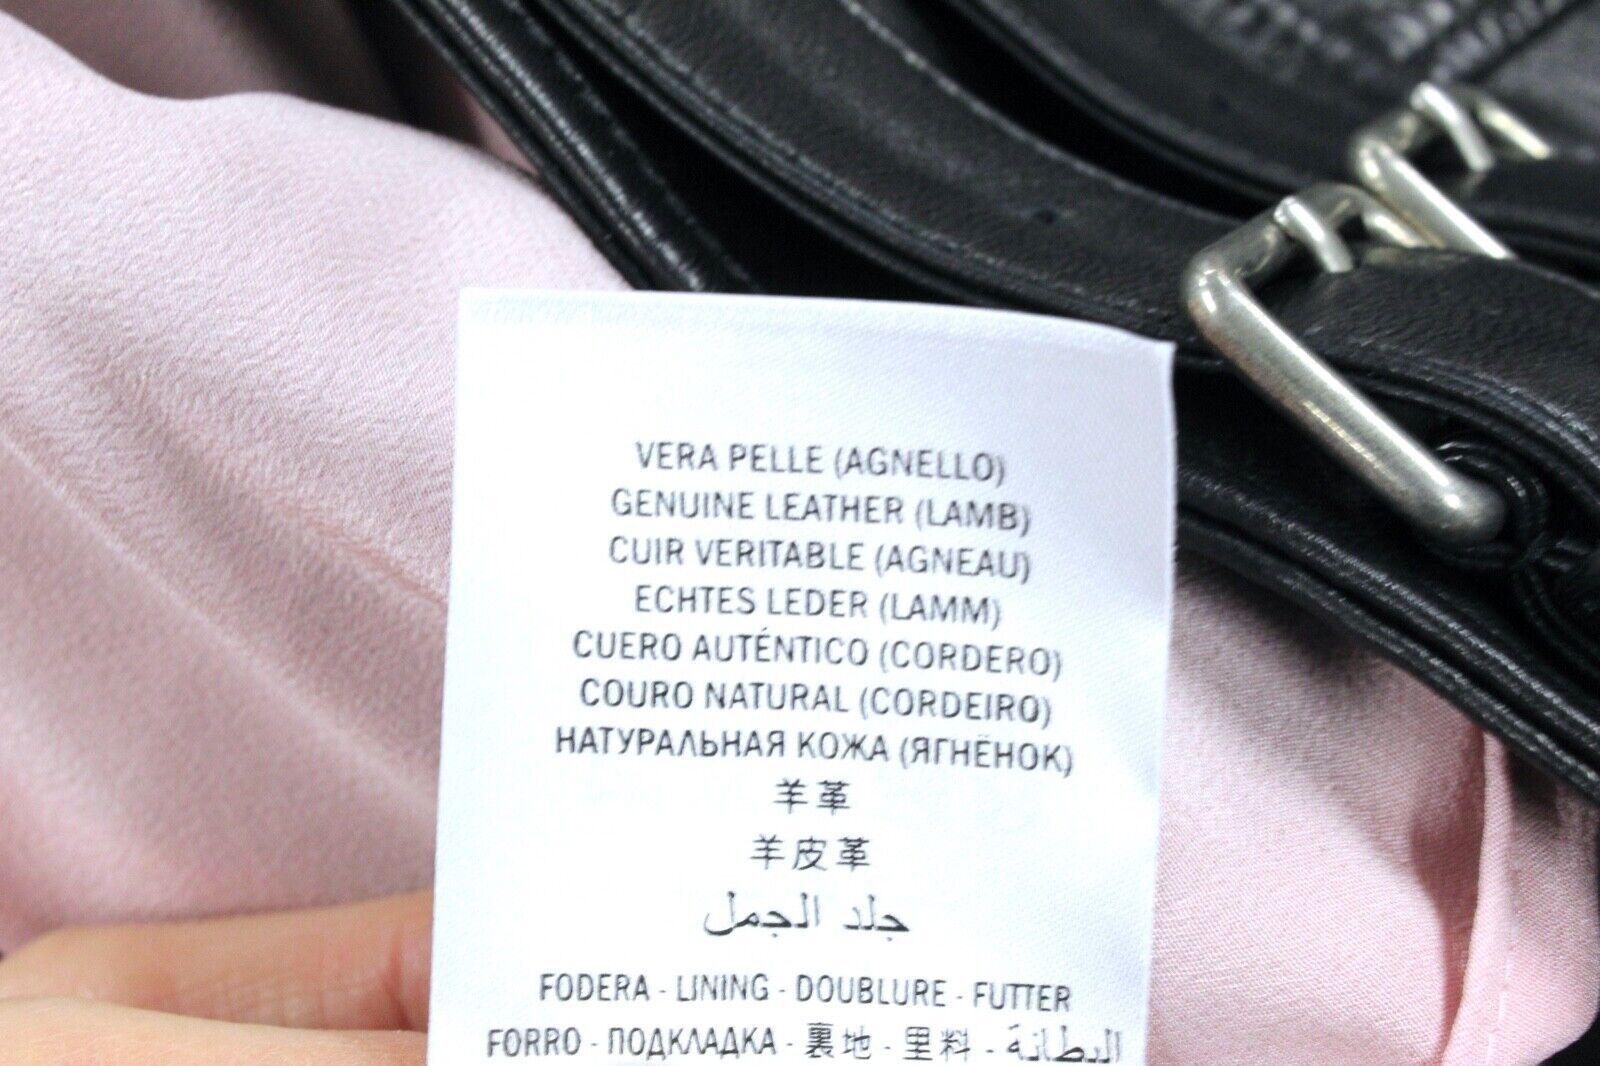 VERA PELLE (AGNELLO)
GENUINE LEATHER (LAMB)
CUIR VERITABLE (AGNEAU)
ECHTES LEDER (LAMM)
CUERO AUTÉNTICO (CORDERO)
COURO NATURAL (CORDEIRO)
НАТУРАЛЬНАЯ КОЖА (ЯГНЁНОК)
羊革
羊皮革
جلد الجمل
FODERA - LINING - DOUBLURE - FUTTER
FORRO - ПОДКЛАДКА - 裏地 - 里料 - البطانة